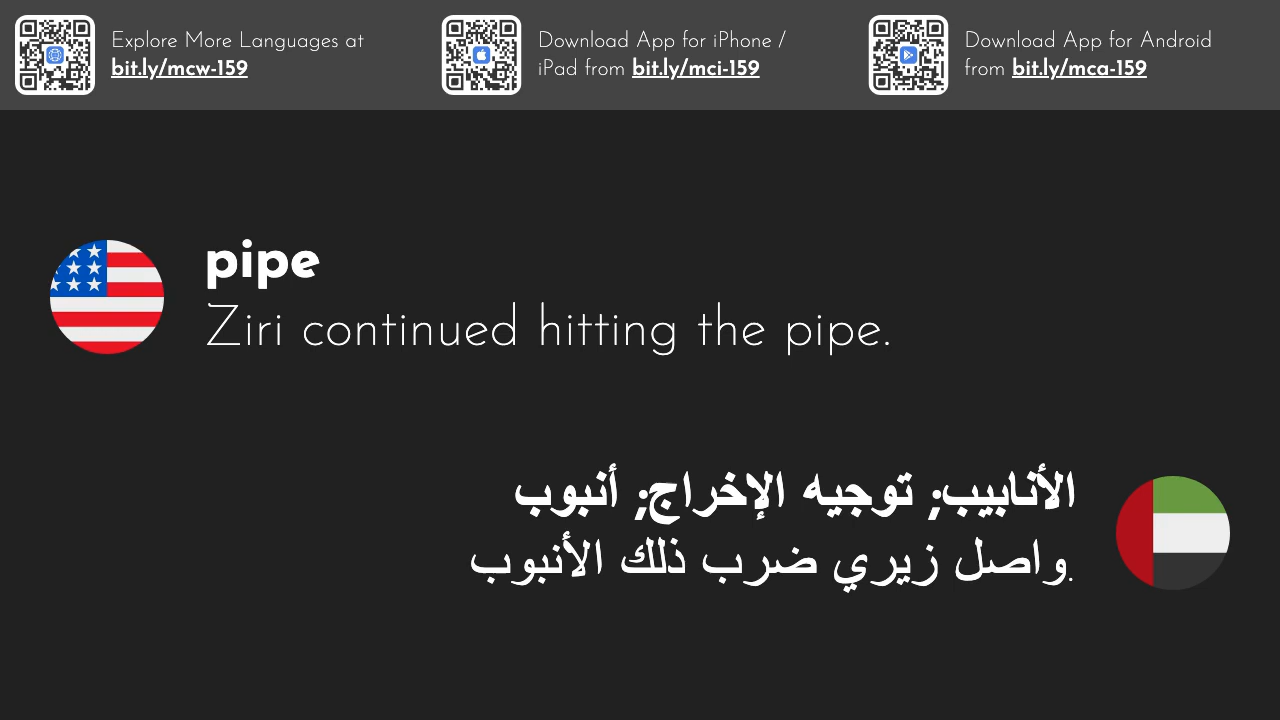 Explore More Languages at
bit.ly/mcw-159
Download App for iPhone /
iPad from bit.ly/mci-159
Download App for Android
from bit.ly/mca-159
pipe
Ziri continued hitting the pipe.
الأنابيب; توجيه الإخراج; أنبوب
واصل زيري ضرب ذلك الأنبوب.